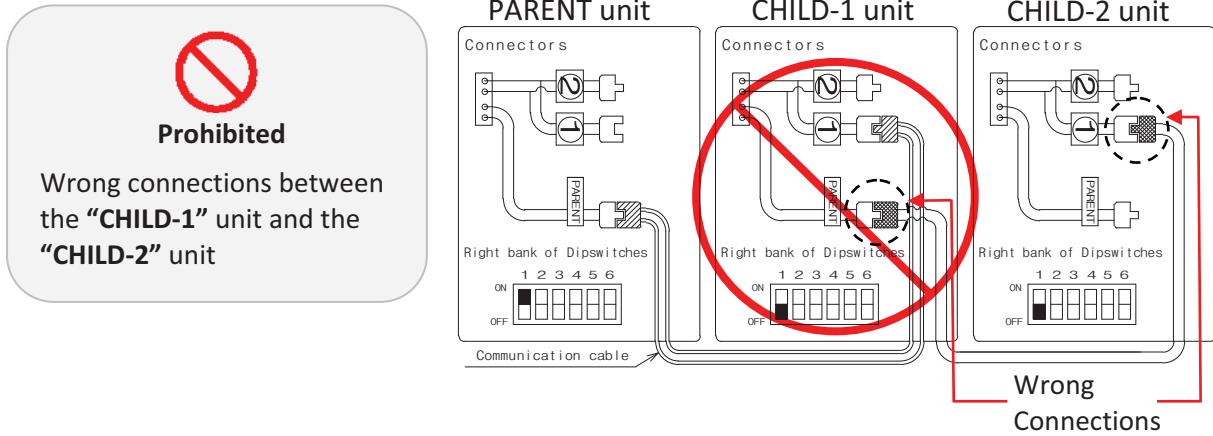 Prohibited
Wrong connections between
the “CHILD-1” unit and the
“CHILD-2” unit
PARENT unit
Connectors
2
1
PARENT
Right bank of Dipswitches
1 2 3 4 5 6
ON
OFF
Communication cable
CHILD-1 unit
Connectors
2
1
PARENT
Right bank of Dipswitches
1 2 3 4 5 6
ON
OFF
CHILD-2 unit
Connectors
2
1
PARENT
Right bank of Dipswitches
1 2 3 4 5 6
ON
OFF
Wrong
Connections